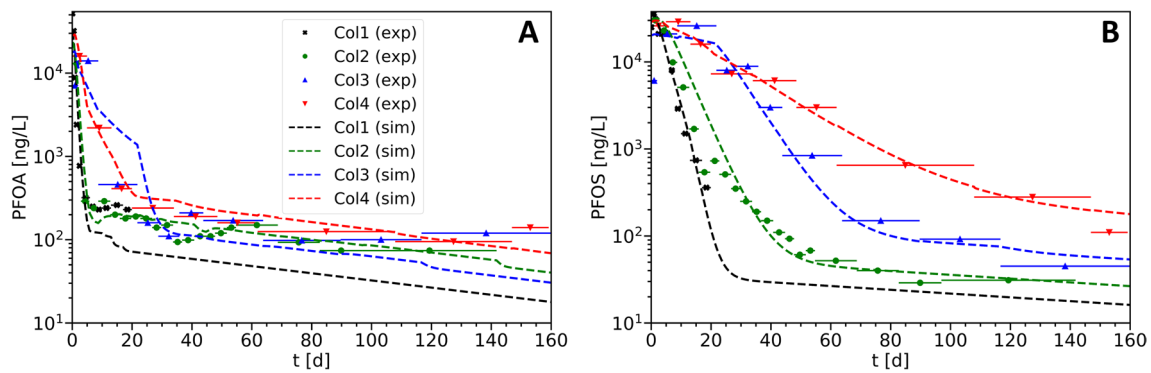 A
B
Col1 (exp)
Col2 (exp)
Col3 (exp)
Col4 (exp)
Col1 (sim)
Col2 (sim)
Col3 (sim)
Col4 (sim)
PFOA [ng/L]
10⁴
10³
10²
10¹
0 20 40 60 80 100 120 140 160
t [d]
PFOS [ng/L]
10⁴
10³
10²
10¹
0 20 40 60 80 100 120 140 160
t [d]